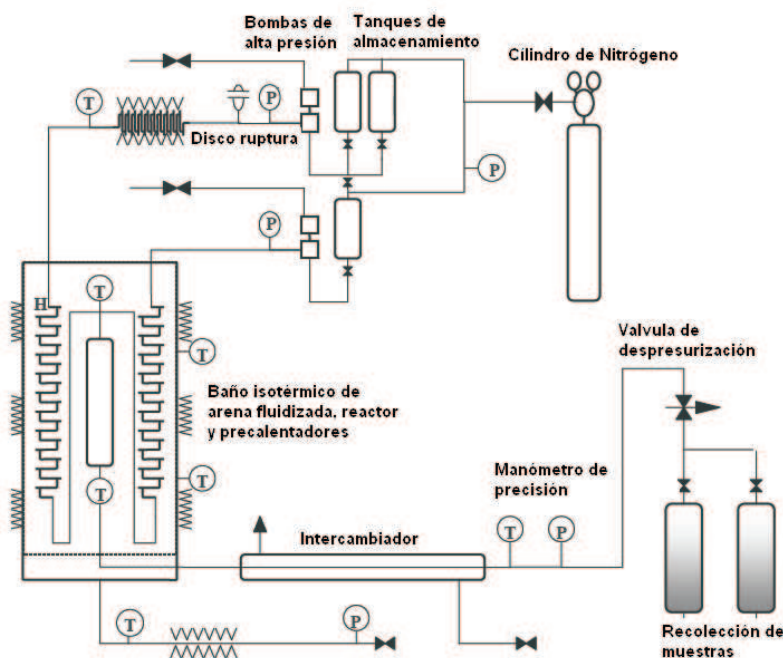 Bombas de
alta presión
Tanques de
almacenamiento
Cílindro de Nitrógeno
T
P
Disco ruptura
P
P
H
T
T
Valvula de
despresurización
Baño isotérmico de
arena fluidizada, reactor
y precalentadores
T
T
Manómetro de
precisión
T
P
Intercambiador
T
P
Recolección de
muestras